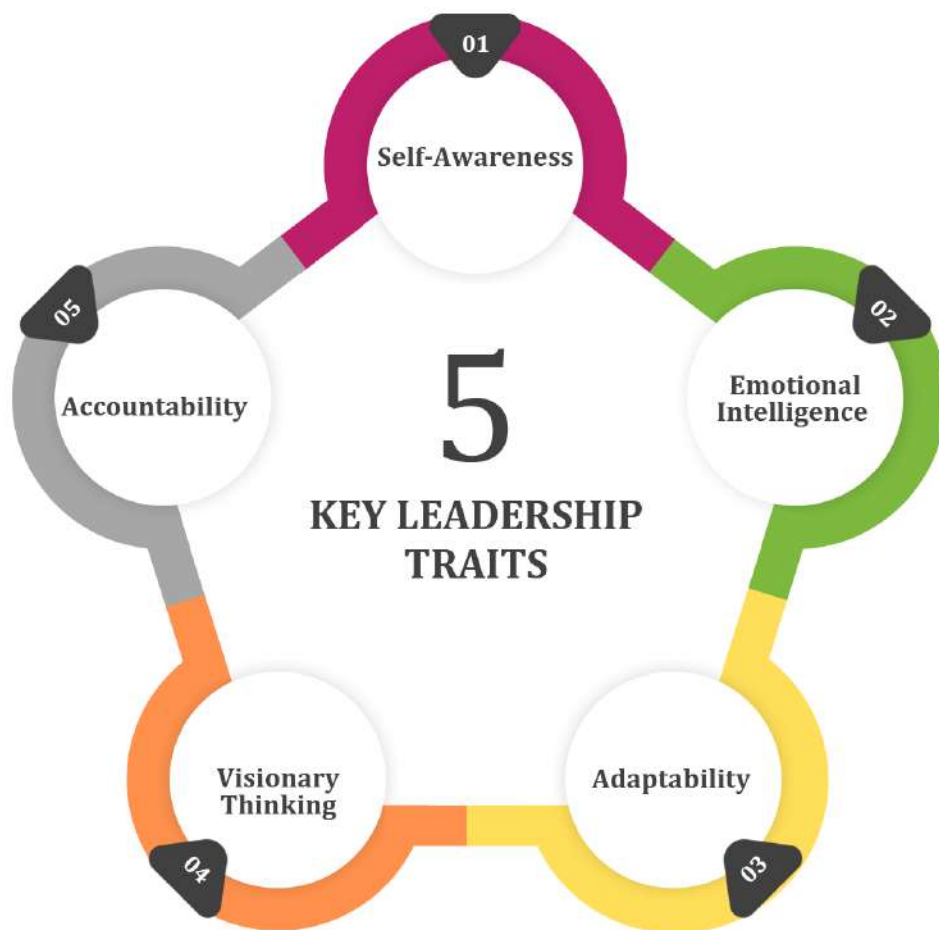 5
KEY LEADERSHIP
TRAITS
01
Self-Awareness
02
Emotional
Intelligence
03
Adaptability
04
Visionary
Thinking
05
Accountability